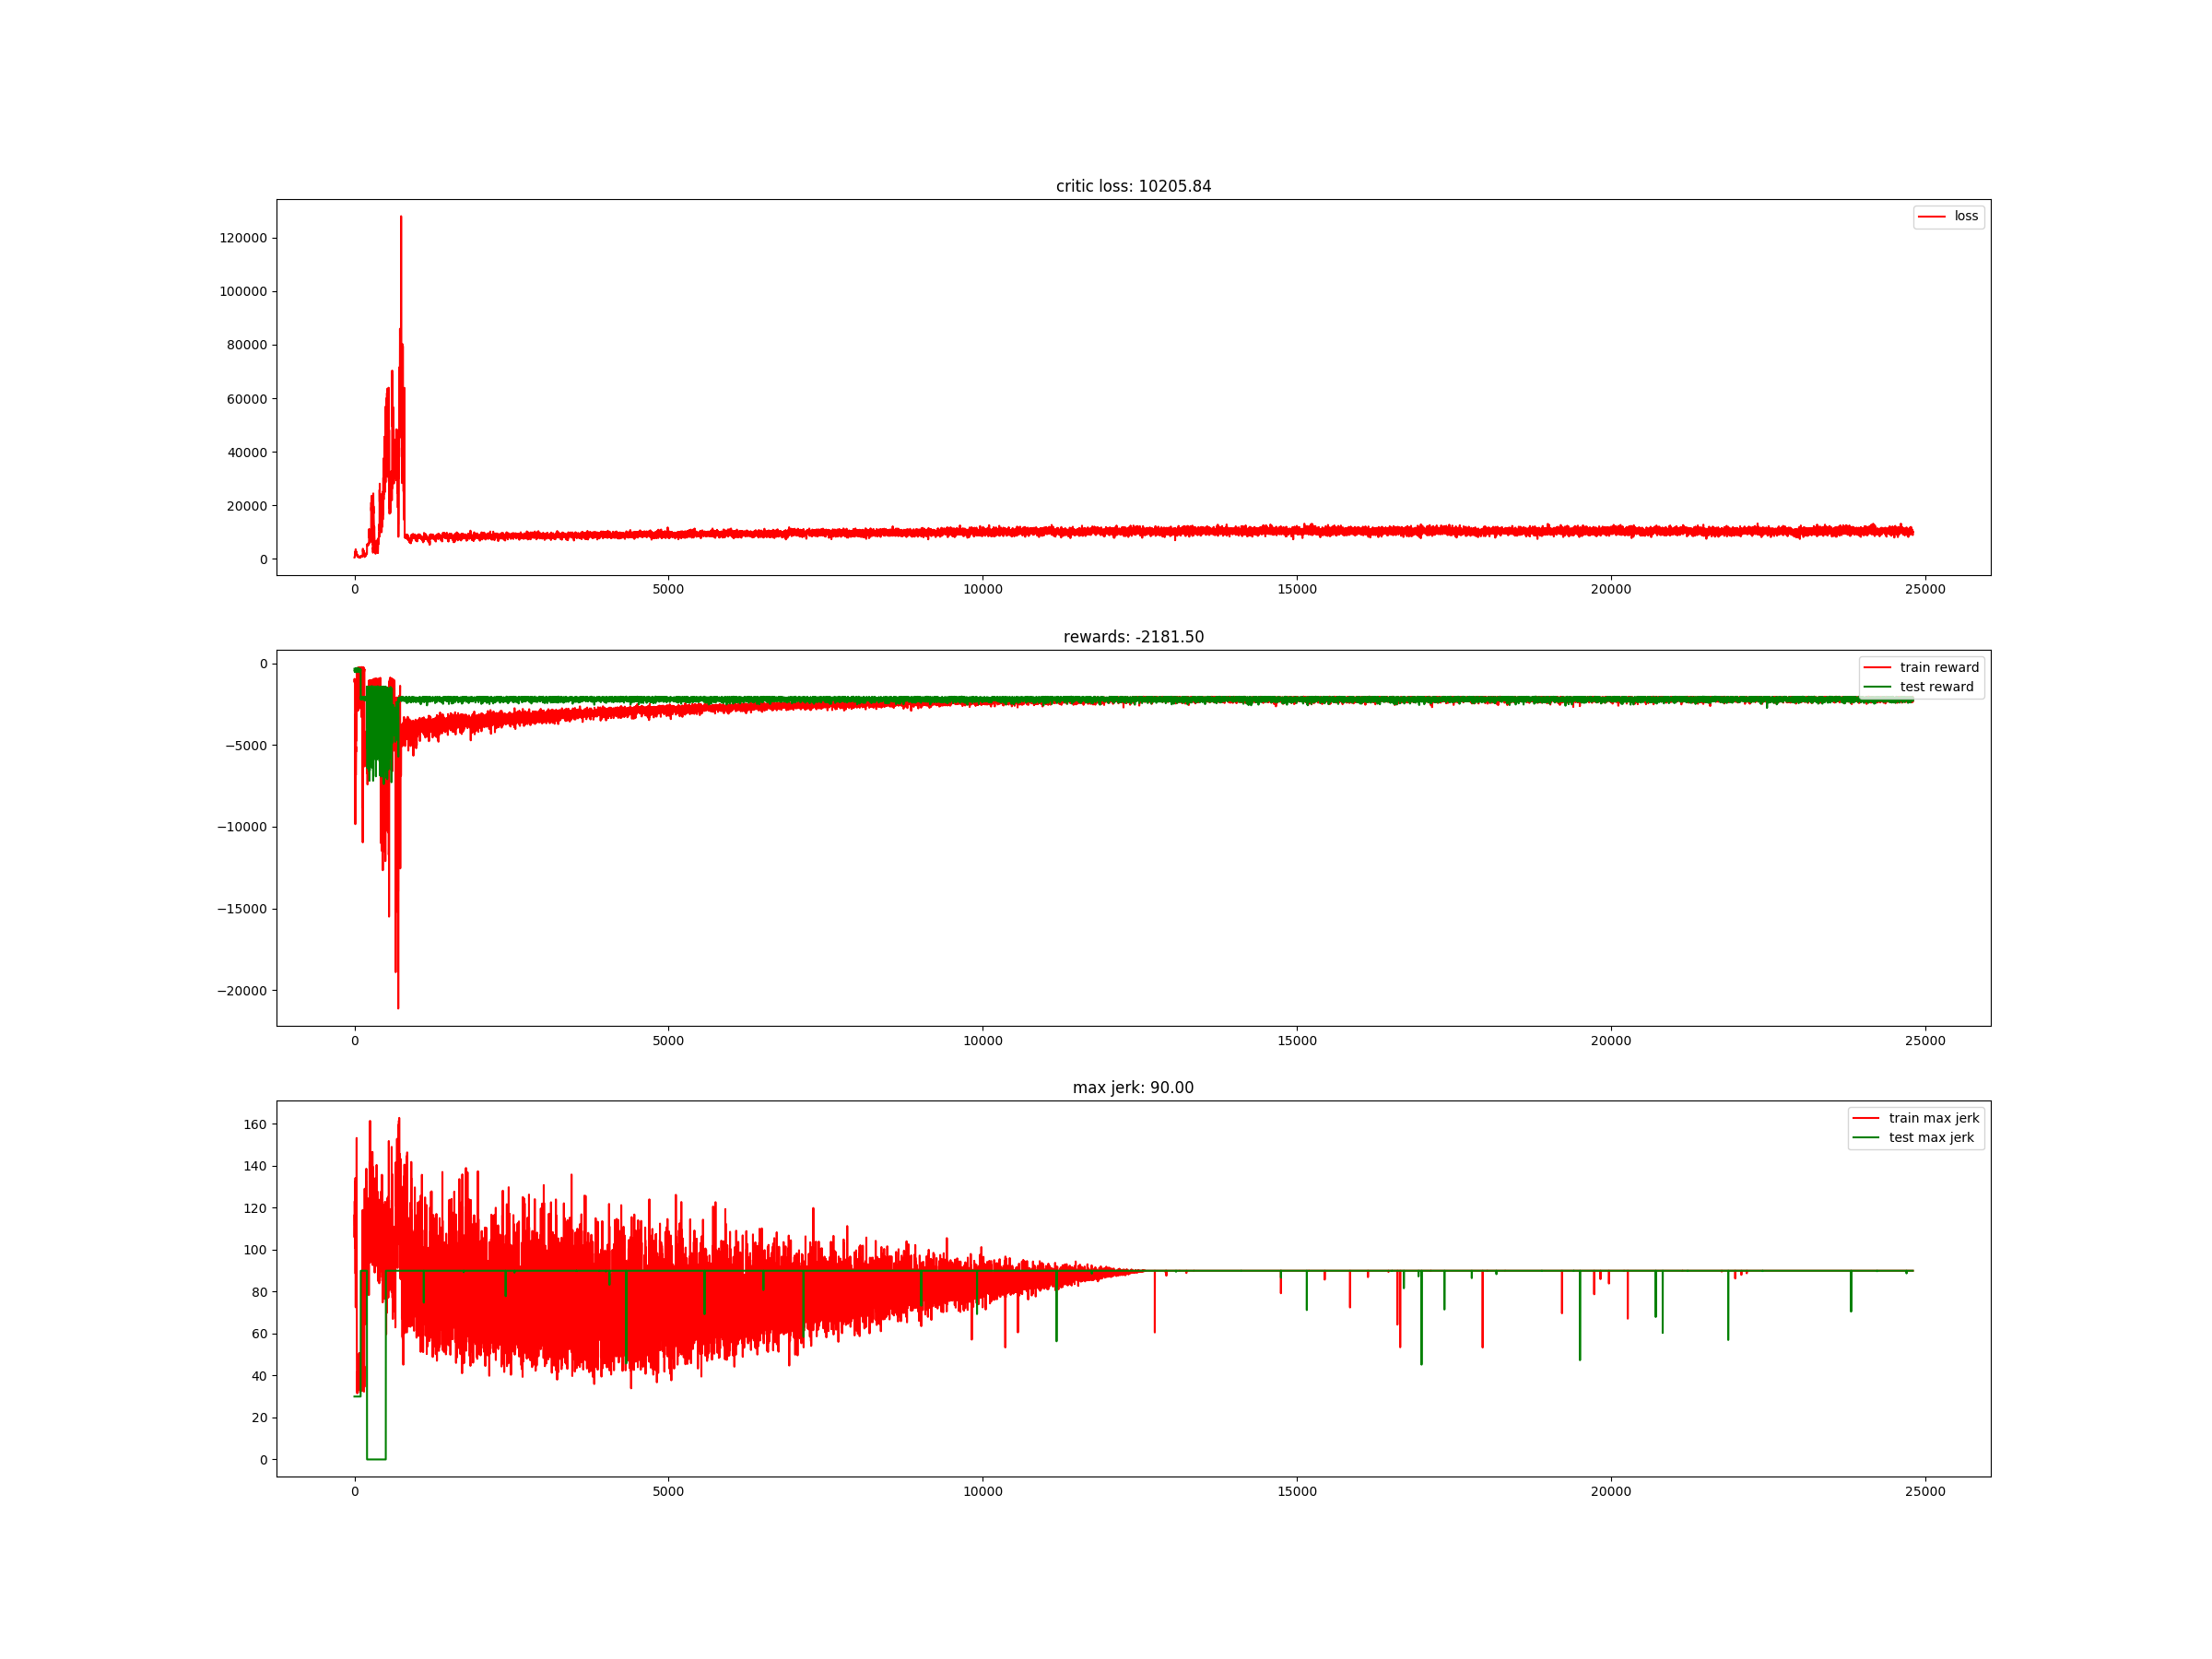 critic loss: 10205.84
loss
120000
100000
80000
60000
40000
20000
0
0 5000 10000 15000 20000 25000
rewards: -2181.50
train reward
test reward
0
−5000
−10000
−15000
−20000
0 5000 10000 15000 20000 25000
max jerk: 90.00
train max jerk
test max jerk
160
140
120
100
80
60
40
20
0
0 5000 10000 15000 20000 25000